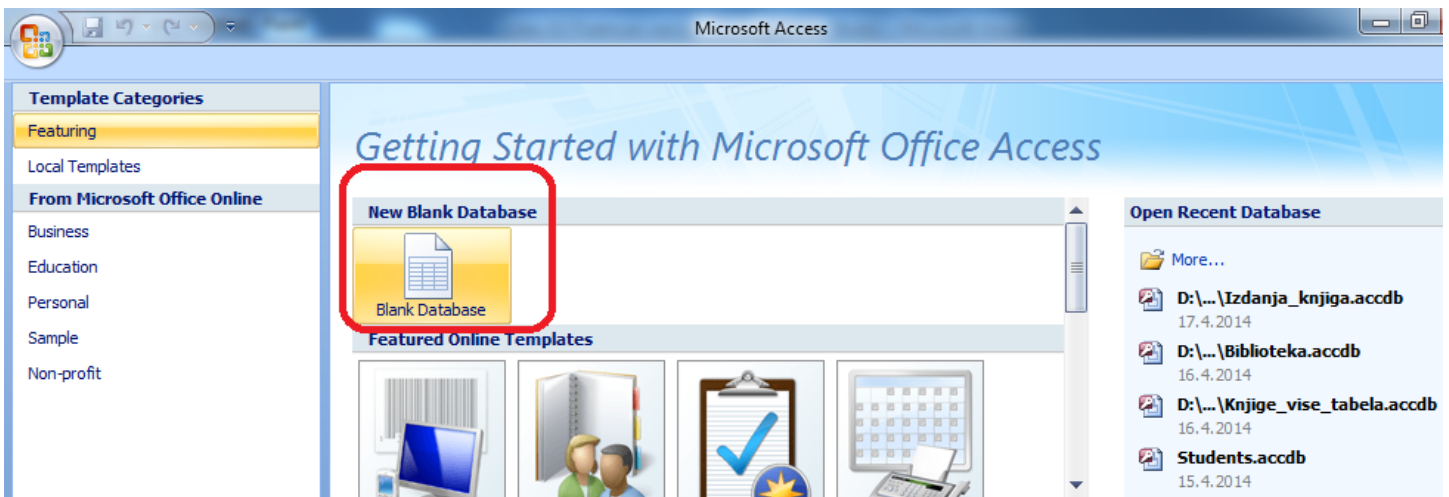 Microsoft Access
Template Categories
Featuring
Local Templates
From Microsoft Office Online
Business
Education
Personal
Sample
Non-profit
Getting Started with Microsoft Office Access
New Blank Database
Blank Database
Featured Online Templates
Open Recent Database
More...
D:\...\Izdanja_knjiga.accdb
17.4.2014
D:\...\Biblioteka.accdb
16.4.2014
D:\...\Knjige_vise_tabela.accdb
16.4.2014
Students.accdb
15.4.2014